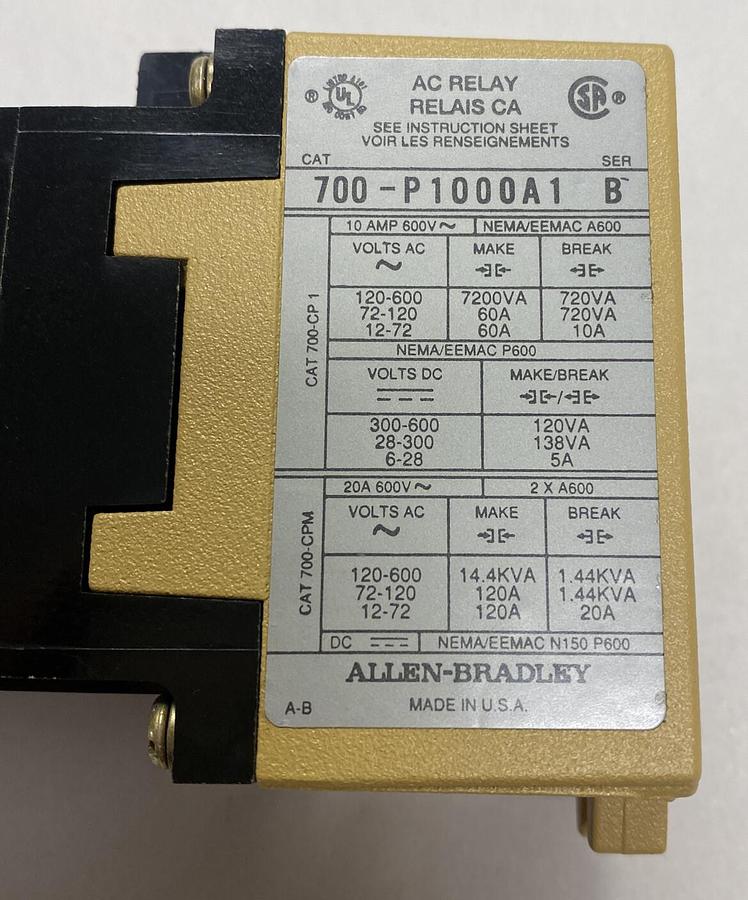 ® UL AC RELAY SA ®
RELAIS CA
SEE INSTRUCTION SHEET
VOIR LES RENSEIGNEMENTS
CAT SER
700-P1000A1 B
CAT 700-CP1
10 AMP 600V~ NEMA/EEMAC A600
VOLTS AC MAKE BREAK
~
120-600 7200VA 720VA
72-120 60A 720VA
12-72 60A 10A
NEMA/EEMAC P600
VOLTS DC MAKE/BREAK
/
300-600 120VA
28-300 138VA
6-28 5A
CAT 700-CPM
20A 600V~ 2 X A600
VOLTS AC MAKE BREAK
~
120-600 14.4KVA 1.44KVA
72-120 120A 1.44KVA
12-72 120A 20A
DC NEMA/EEMAC N150 P600
ALLEN-BRADLEY
A-B MADE IN U.S.A.